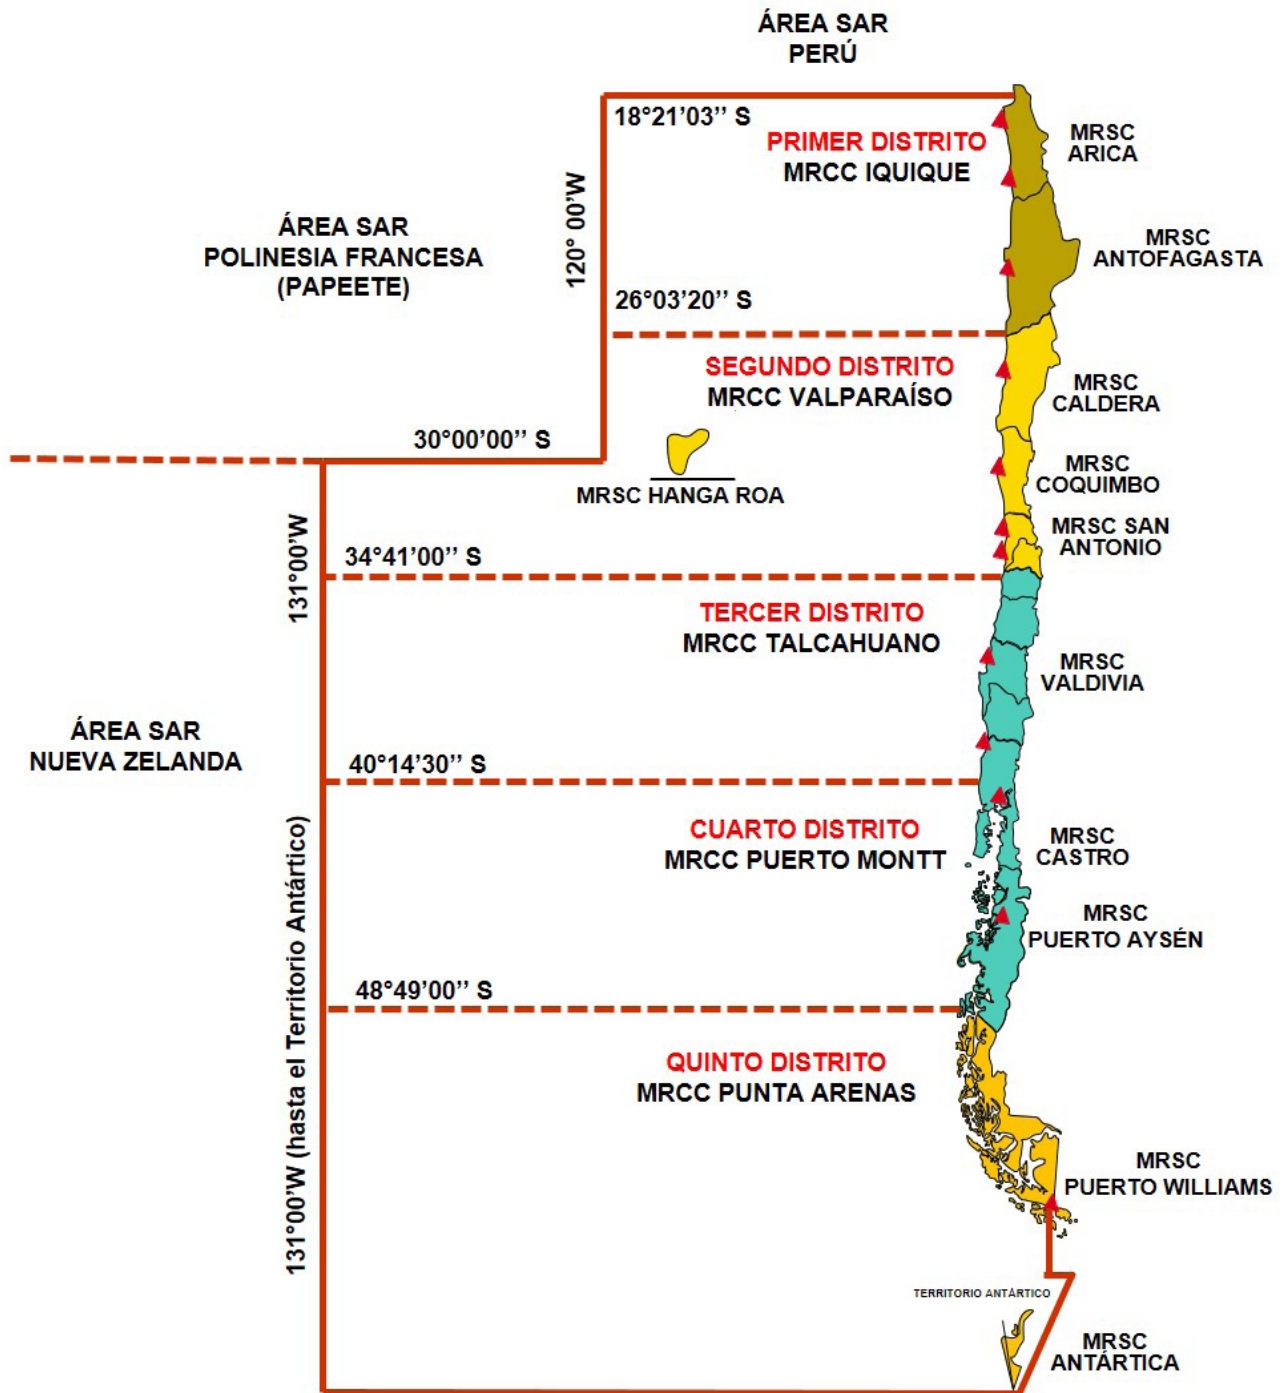 ÁREA SAR
PERÚ
18°21’03’’ S
PRIMER DISTRITO
MRCC IQUIQUE
MRSC
ARICA
120° 00’W
ÁREA SAR
POLINESIA FRANCESA
(PAPEETE)
MRSC
ANTOFAGASTA
26°03’20’’ S
SEGUNDO DISTRITO
MRCC VALPARAÍSO
MRSC
CALDERA
30°00’00’’ S
MRSC HANGA ROA
MRSC
COQUIMBO
MRSC SAN
ANTONIO
131°00’W
34°41’00’’ S
TERCER DISTRITO
MRCC TALCAHUANO
MRSC
VALDIVIA
ÁREA SAR
NUEVA ZELANDA
40°14’30’’ S
CUARTO DISTRITO
MRCC PUERTO MONTT
MRSC
CASTRO
MRSC
PUERTO AYSÉN
131°00’W (hasta el Territorio Antártico)
48°49’00’’ S
QUINTO DISTRITO
MRCC PUNTA ARENAS
MRSC
PUERTO WILLIAMS
TERRITORIO ANTÁRTICO
MRSC
ANTÁRTICA